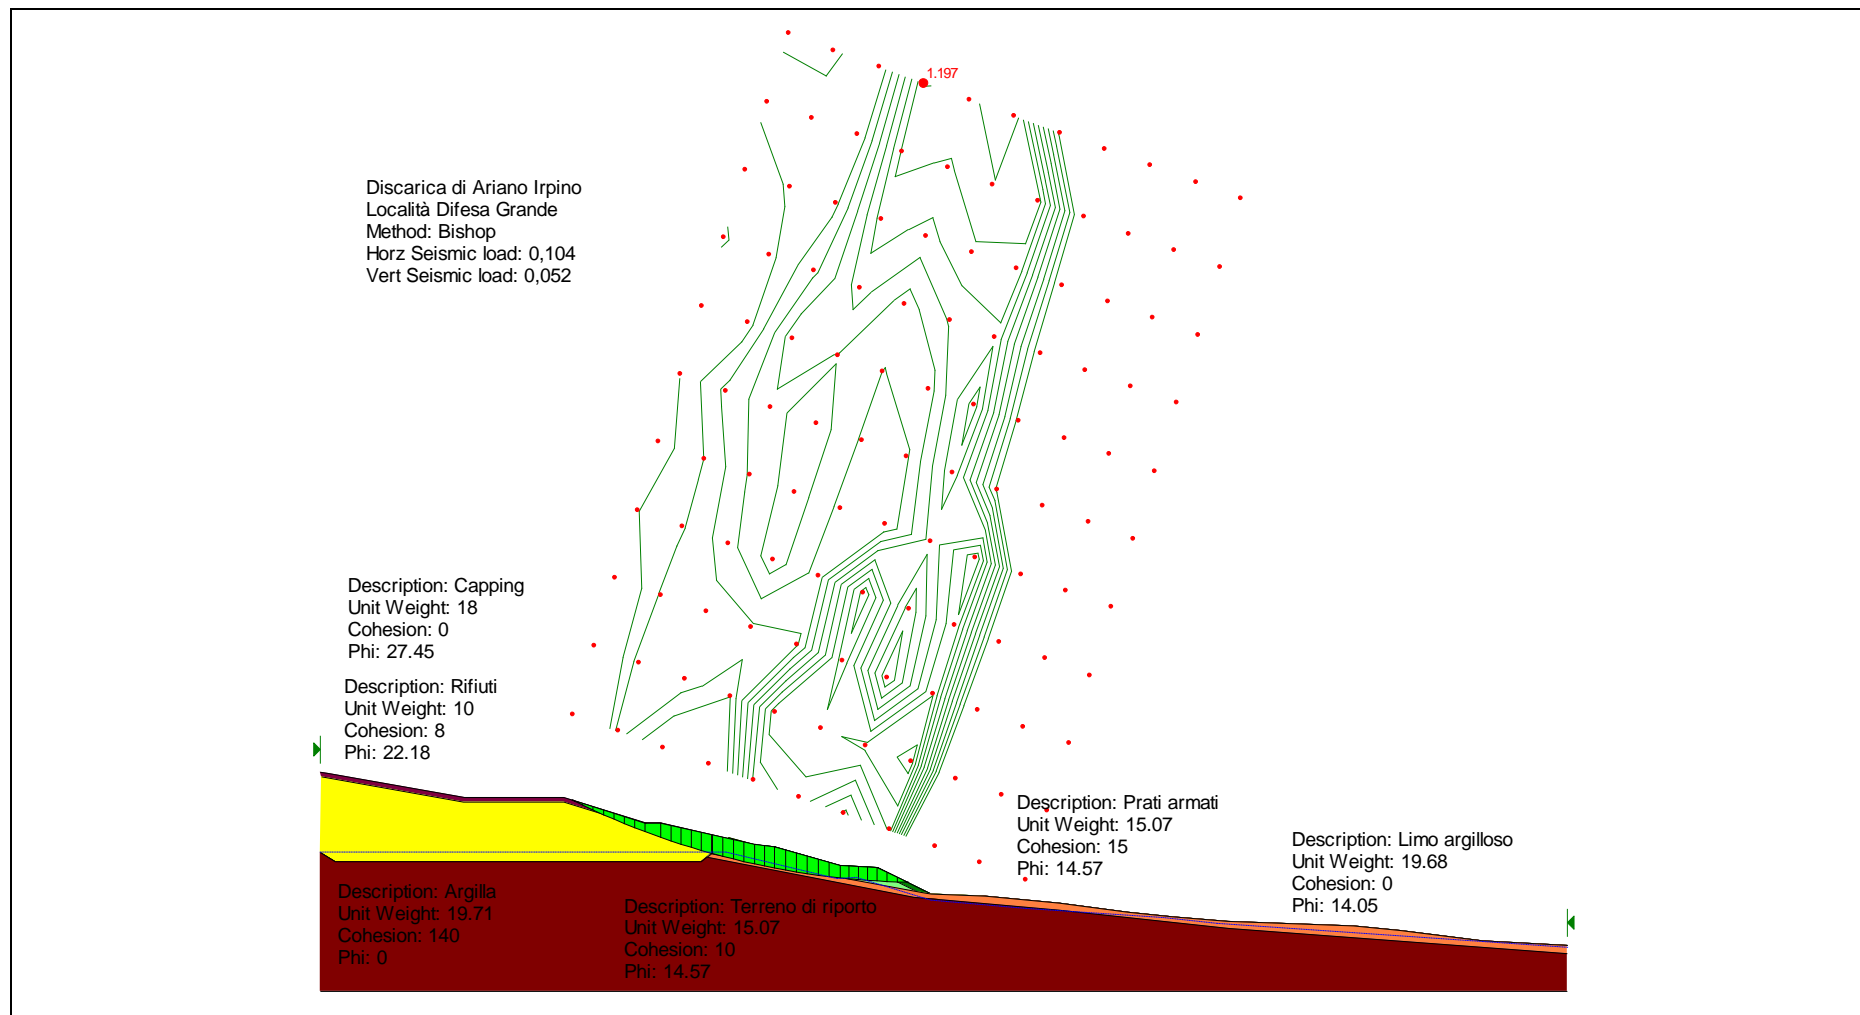 1.197
Discarica di Ariano Irpino
Località Difesa Grande
Method: Bishop
Horz Seismic load: 0,104
Vert Seismic load: 0,052
Description: Capping
Unit Weight: 18
Cohesion: 0
Phi: 27.45
Description: Rifiuti
Unit Weight: 10
Cohesion: 8
Phi: 22.18
Description: Prati armati
Unit Weight: 15.07
Cohesion: 15
Phi: 14.57
Description: Limo argilloso
Unit Weight: 19.68
Cohesion: 0
Phi: 14.05
Description: Argilla
Unit Weight: 19.71
Cohesion: 140
Phi: 0
Description: Terreno di riporto
Unit Weight: 15.07
Cohesion: 10
Phi: 14.57